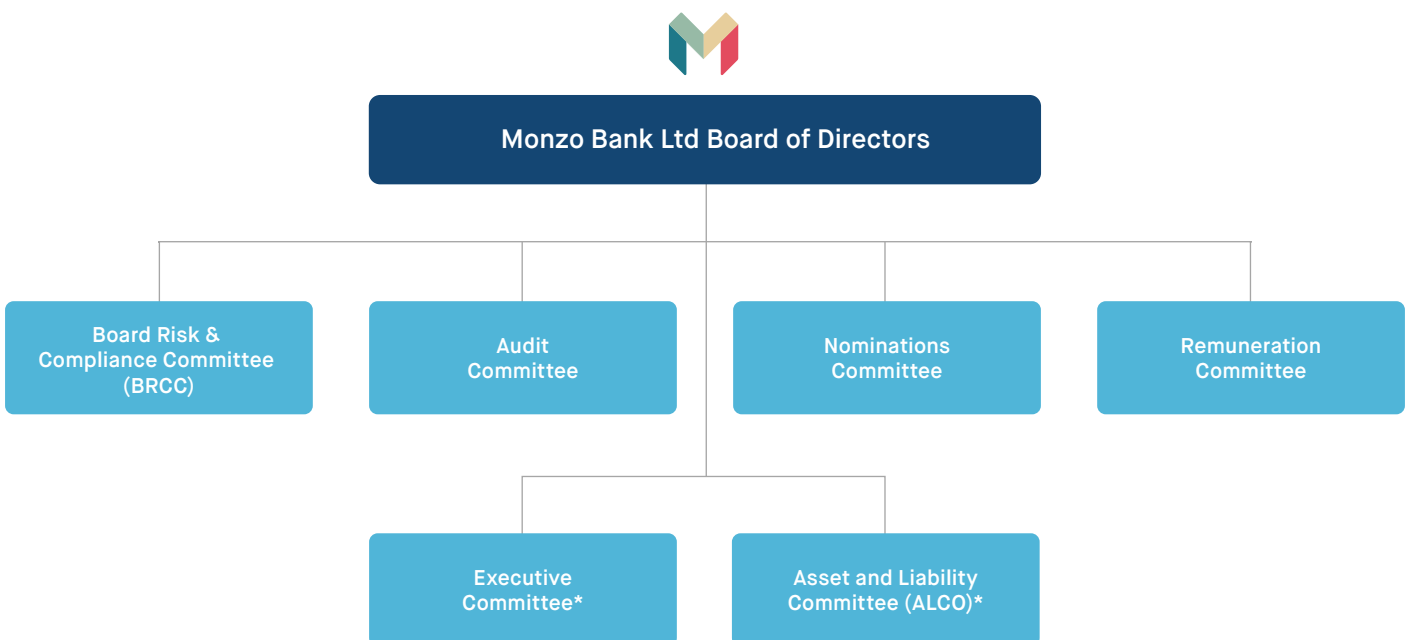 Monzo Bank Ltd Board of Directors
Board Risk &
Compliance Committee
(BRCC)
Audit
Committee
Nominations
Committee
Remuneration
Committee
Executive
Committee*
Asset and Liability
Committee (ALCO)*